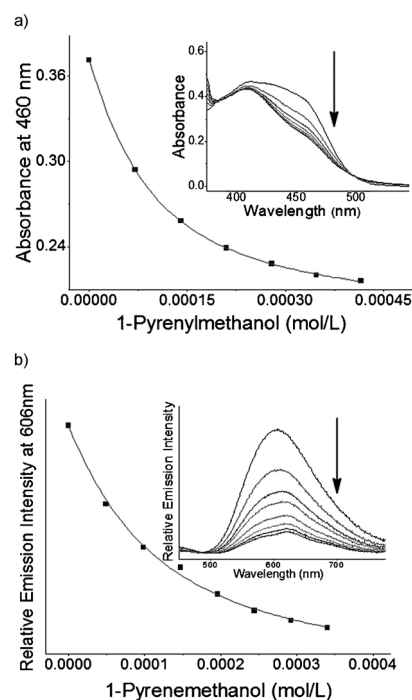 a)
Absorbance at 460 nm
0.36
0.30
0.24
0.00000
0.00015
0.00030
0.00045
1-Pyrenylmethanol (mol/L)
Absorbance
0.6
0.4
0.2
0.0
400
450
500
Wavelength (nm)
b)
Relative Emission Intensity at 606nm
0.0000
0.0001
0.0002
0.0003
0.0004
1-Pyrenemethanol (mol/L)
Relative Emission Intensity
500
600
700
Wavelength (nm)